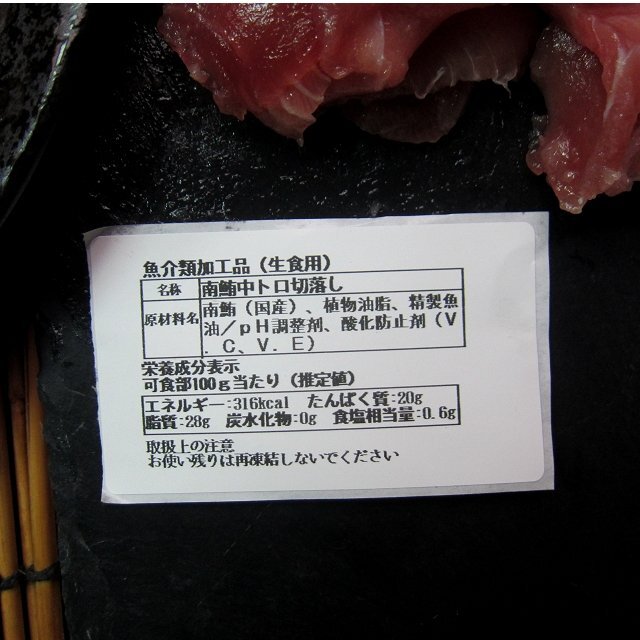 魚介類加工品（生食用）
名称 南鮪中トロ切落し
原材料名 南鮪（国産）、植物油脂、精製魚
油／ｐＨ調整剤、酸化防止剤（Ｖ
．Ｃ、Ｖ．Ｅ）
栄養成分表示
可食部100ｇ当たり（推定値）
エネルギー:316kcal たんぱく質:20g
脂質:28g 炭水化物:0g 食塩相当量:0.6g
取扱上の注意
お使い残りは再凍結しないでください